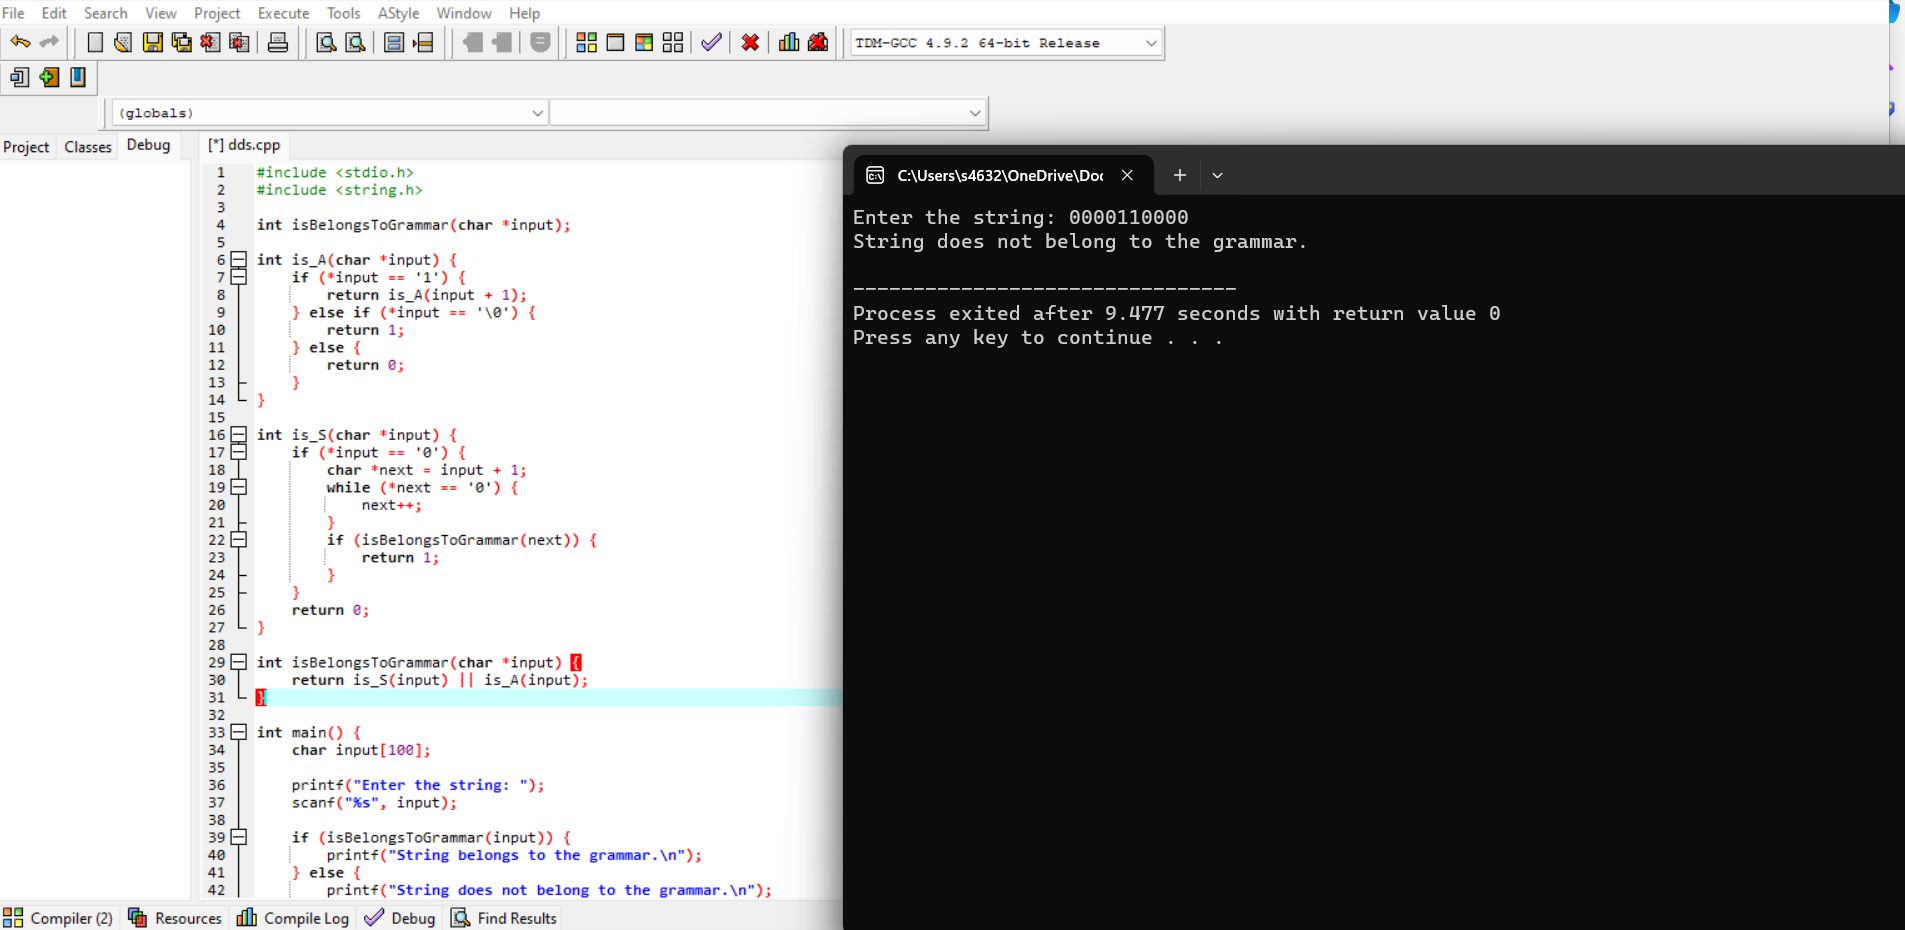 File Edit Search View Project Execute Tools AStyle Window Help
TDM-GCC 4.9.2 64-bit Release
(globals)
Project Classes Debug
[*] dds.cpp
1 #include <stdio.h>
2 #include <string.h>
3
4 int isBelongsToGrammar(char *input);
5
6 int is_A(char *input) {
7 if (*input == '1') {
8 return is_A(input + 1);
9 } else if (*input == '\0') {
10 return 1;
11 } else {
12 return 0;
13 }
14 }
15
16 int is_S(char *input) {
17 if (*input == '0') {
18 char *next = input + 1;
19 while (*next == '0') {
20 next++;
21 }
22 if (isBelongsToGrammar(next)) {
23 return 1;
24 }
25 }
26 return 0;
27 }
28
29 int isBelongsToGrammar(char *input) {
30 return is_S(input) || is_A(input);
31 }
32
33 int main() {
34 char input[100];
35
36 printf("Enter the string: ");
37 scanf("%s", input);
38
39 if (isBelongsToGrammar(input)) {
40 printf("String belongs to the grammar.\n");
41 } else {
42 printf("String does not belong to the grammar.\n");
Compiler (2) Resources Compile Log Debug Find Results
C:\Users\s4632\OneDrive\Doc
Enter the string: 0000110000
String does not belong to the grammar.
--------------------------------
Process exited after 9.477 seconds with return value 0
Press any key to continue . . .